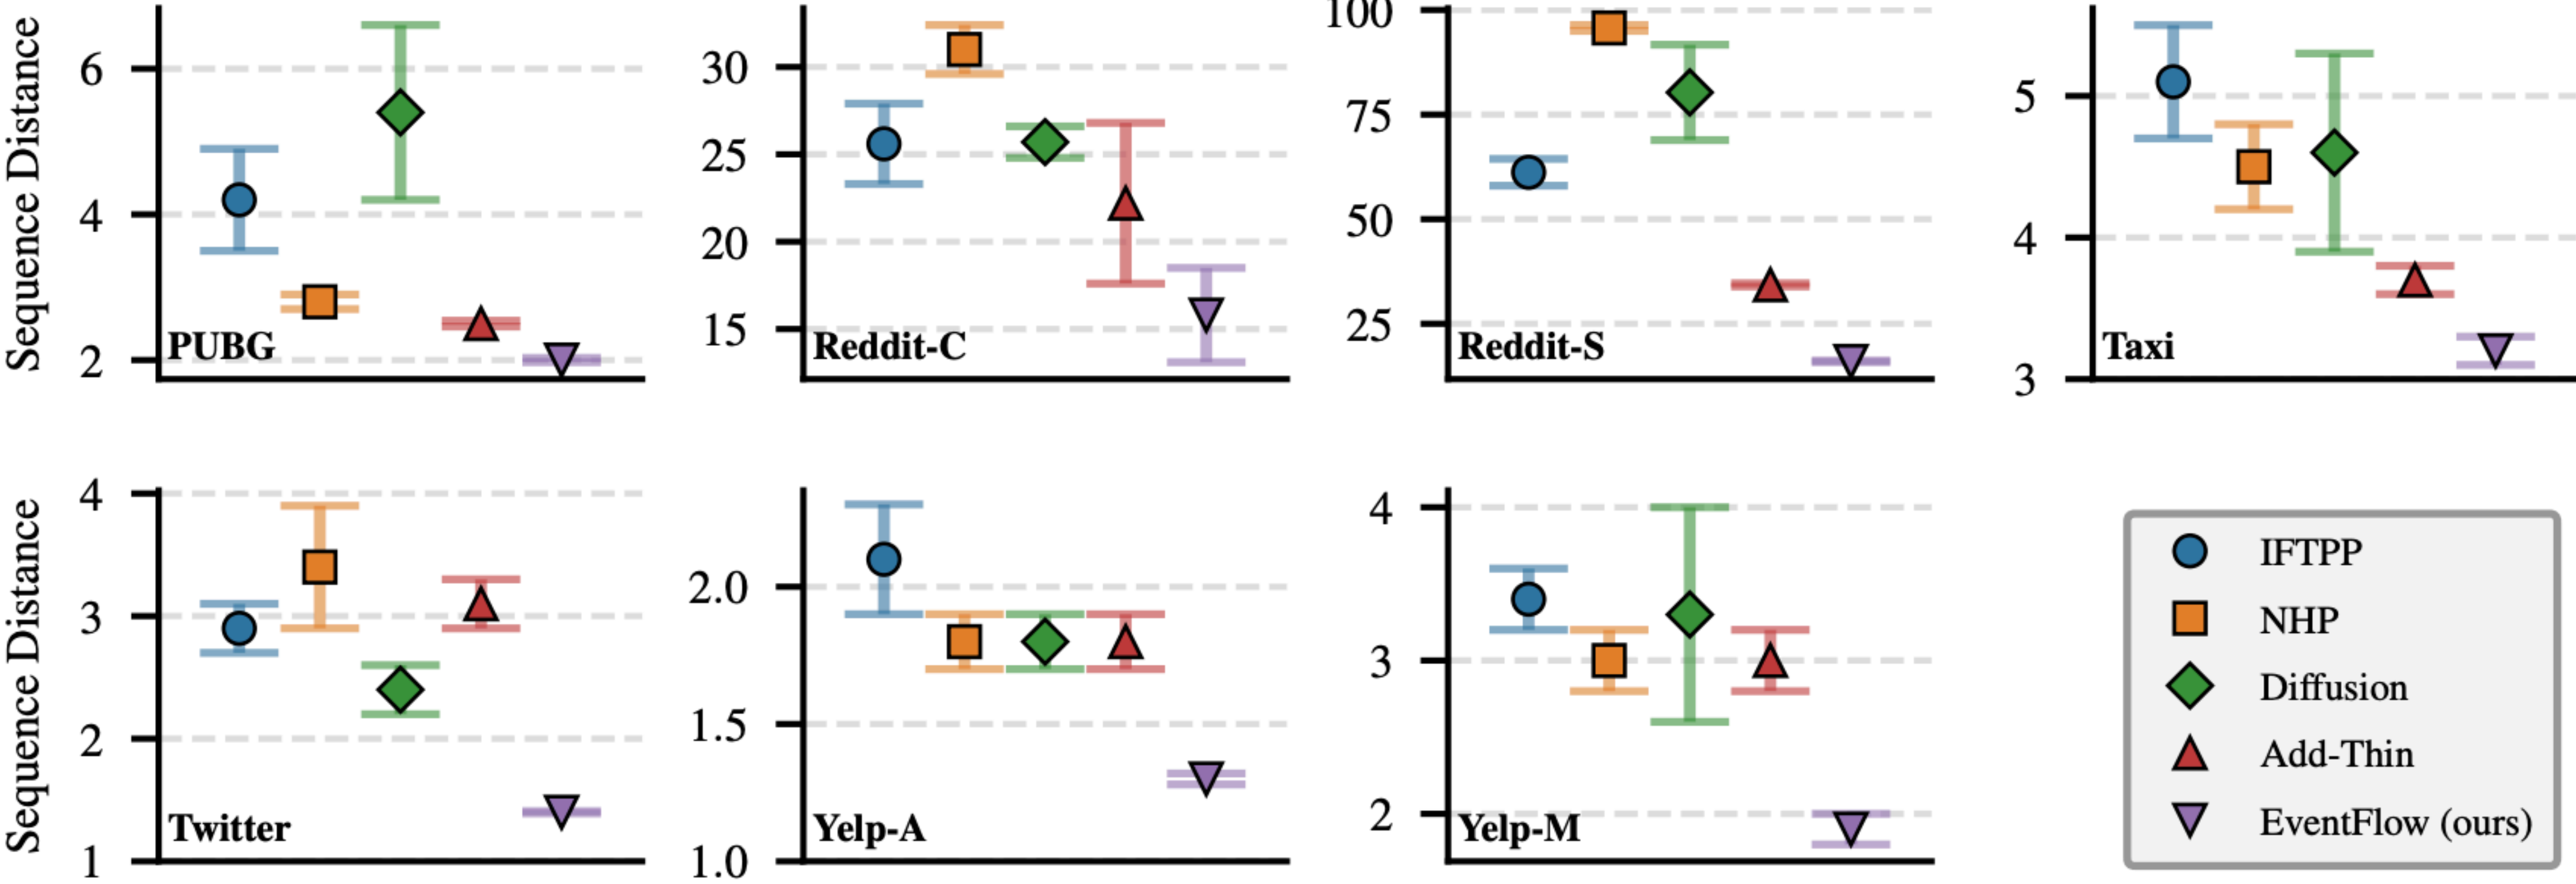 Sequence Distance
6
4
2
PUBG
30
25
20
15
Reddit-C
100
75
50
25
Reddit-S
5
4
3
Taxi
Sequence Distance
4
3
2
1
Twitter
2.0
1.5
1.0
Yelp-A
4
3
2
Yelp-M
IFTPP
NHP
Diffusion
Add-Thin
EventFlow (ours)